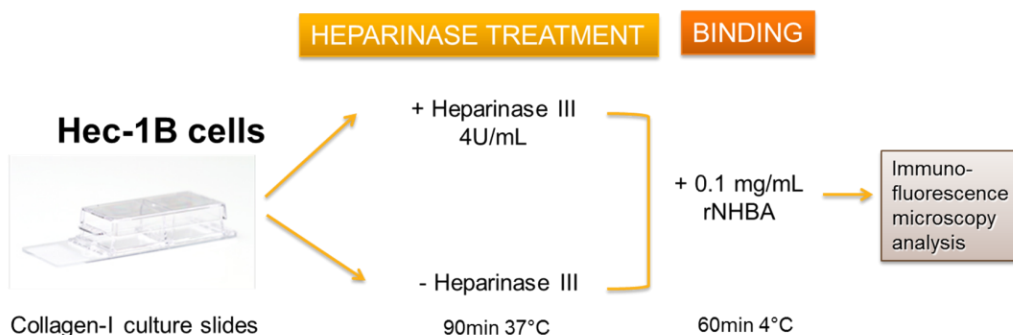 HEPARINASE TREATMENT
BINDING
Hec-1B cells
+ Heparinase III
4U/mL
+ 0.1 mg/mL
rNHBA
Immuno-
fluorescence
microscopy
analysis
- Heparinase III
Collagen-I culture slides
90min 37°C
60min 4°C